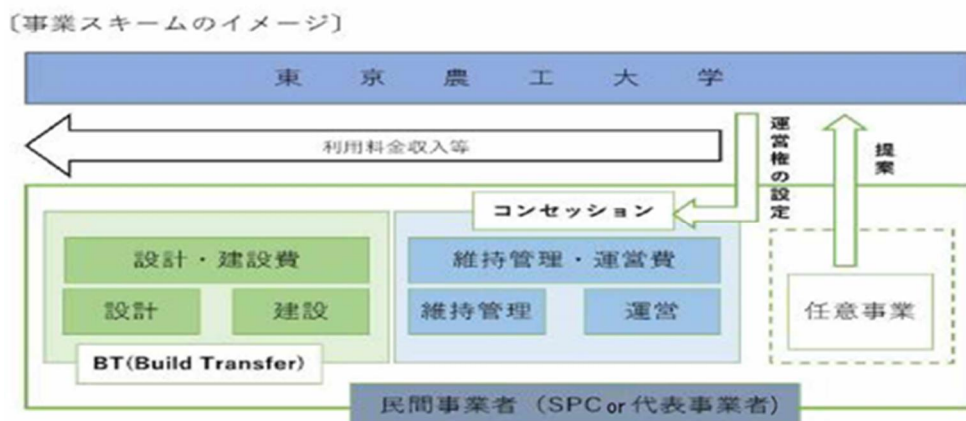 〔事業スキームのイメージ〕
東京農工大学
利用料金収入等
運営権の設定
提案
コンセッション
設計・建設費
維持管理・運営費
設計
建設
維持管理
運営
任意事業
BT(Build Transfer)
民間事業者（SPC or 代表事業者)